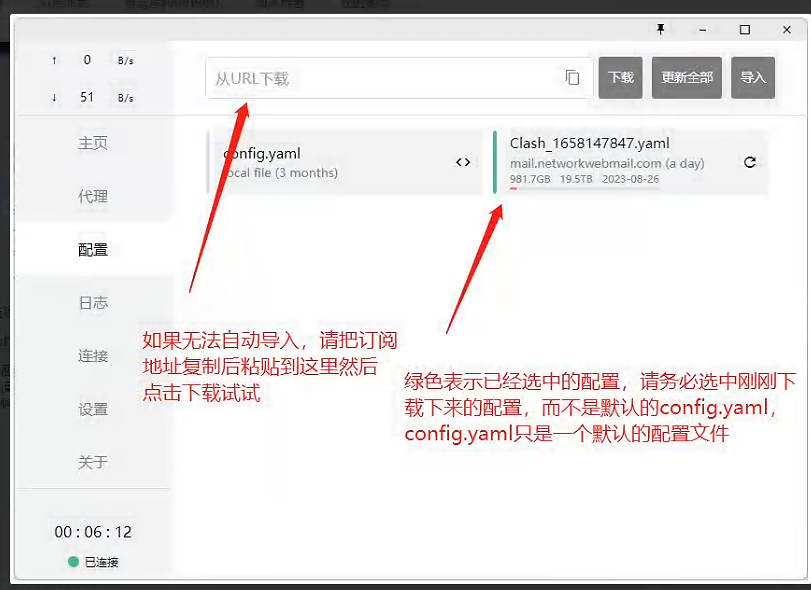 ↑ 0 B/s
↓ 51 B/s
主页
代理
配置
日志
连接
设置
关于
00 : 06 : 12
已连接
从URL下载
下载
更新全部
导入
config.yaml
local file (3 months)
Clash_1658147847.yaml
mail.networkwebmail.com (a day)
981.7GB 19.5TB 2023-08-26
如果无法自动导入，请把订阅
地址复制后粘贴到这里然后
点击下载试试
绿色表示已经选中的配置，请务必选中刚刚下
载下来的配置，而不是默认的config.yaml，
config.yaml只是一个默认的配置文件